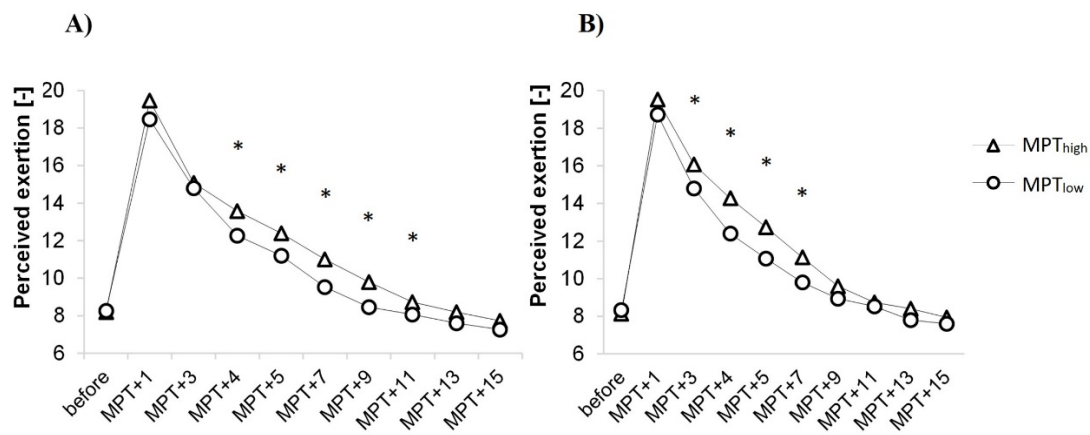 A)
Perceived exertion [-]
20
18
16
14
12
10
8
6
* * * * *
before
MPT+1
MPT+3
MPT+4
MPT+5
MPT+7
MPT+9
MPT+11
MPT+13
MPT+15
B)
Perceived exertion [-]
20
18
16
14
12
10
8
6
* * * *
before
MPT+1
MPT+3
MPT+4
MPT+5
MPT+7
MPT+9
MPT+11
MPT+13
MPT+15
MPThigh
MPTlow